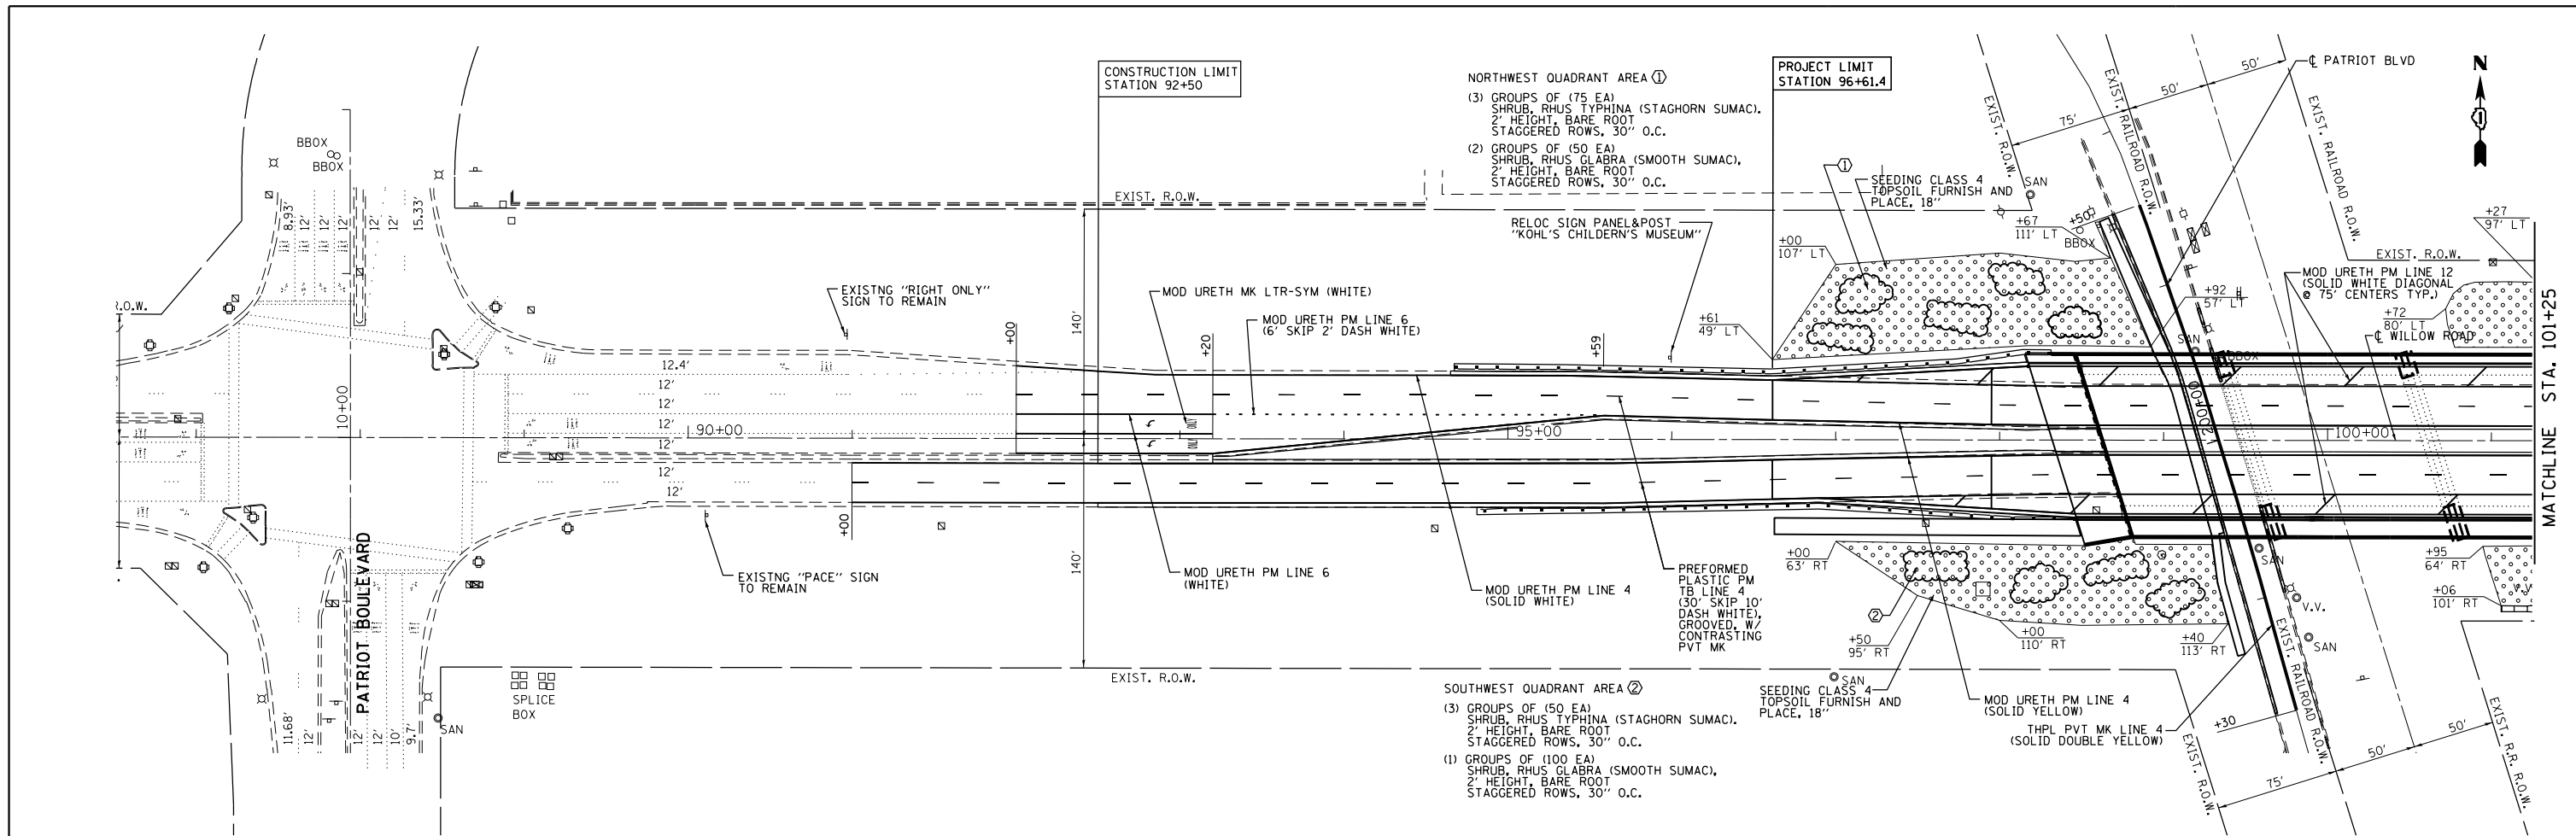 CONSTRUCTION LIMIT
STATION 92+50
NORTHWEST QUADRANT AREA 1
(3) GROUPS OF (75 EA)
SHRUB, RHUS TYPHINA (STAGHORN SUMAC).
2' HEIGHT, BARE ROOT
STAGGERED ROWS, 30'' O.C.
(2) GROUPS OF (50 EA)
SHRUB, RHUS GLABRA (SMOOTH SUMAC),
2' HEIGHT, BARE ROOT
STAGGERED ROWS, 30'' O.C.
PROJECT LIMIT
STATION 96+61.4
EXIST. R.O.W.
EXIST. RAILROAD R.O.W.
75'
50'
50'
℄ PATRIOT BLVD
EXIST. RAILROAD R.O.W.
N
BBOX
BBOX
8.93'
12'
12'
12'
12'
12'
15.33'
EXIST. R.O.W.
1
SEEDING CLASS 4
TOPSOIL FURNISH AND
PLACE, 18''
SAN
RELOC SIGN PANEL&POST
"KOHL'S CHILDERN'S MUSEUM"
+00
107' LT
+67
111' LT
+50
BBOX
+27
97' LT
EXIST. R.O.W.
MOD URETH PM LINE 12
(SOLID WHITE DIAGONAL
@ 75' CENTERS TYP.)
+92
57' LT
+72
80' LT
℄ WILLOW ROAD
EXISTNG "RIGHT ONLY"
SIGN TO REMAIN
MOD URETH MK LTR-SYM (WHITE)
MOD URETH PM LINE 6
(6' SKIP 2' DASH WHITE)
140'
+61
49' LT
R.O.W.
+00
+20
+59
SAN
BBOX
12.4'
12'
12'
12'
12'
12'
12'
10+00
90+00
95+00
1200+00
100+00
MATCHLINE STA. 101+25
ONLY
ONLY
PATRIOT BOULEVARD
+00
EXISTNG "PACE" SIGN
TO REMAIN
140'
MOD URETH PM LINE 6
(WHITE)
MOD URETH PM LINE 4
(SOLID WHITE)
PREFORMED
PLASTIC PM
TB LINE 4
(30' SKIP 10'
DASH WHITE),
GROOVED, W/
CONTRASTING
PVT MK
+00
63' RT
2
+50
95' RT
+00
110' RT
+40
113' RT
SAN
V.V.
SAN
+95
64' RT
V.V.
+06
101' RT
EXIST. R.O.W.
SAN
SEEDING CLASS 4
TOPSOIL FURNISH AND
PLACE, 18''
MOD URETH PM LINE 4
(SOLID YELLOW)
THPL PVT MK LINE 4
(SOLID DOUBLE YELLOW)
+30
EXIST. RAILROAD R.O.W.
EXIST. R.O.W.
75'
50'
50'
EXIST. R.R. R.O.W.
SPLICE
BOX
SAN
11.68'
12'
12'
12'
10'
9.7'
SOUTHWEST QUADRANT AREA 2
(3) GROUPS OF (50 EA)
SHRUB, RHUS TYPHINA (STAGHORN SUMAC).
2' HEIGHT, BARE ROOT
STAGGERED ROWS, 30'' O.C.
(1) GROUPS OF (100 EA)
SHRUB, RHUS GLABRA (SMOOTH SUMAC),
2' HEIGHT, BARE ROOT
STAGGERED ROWS, 30'' O.C.